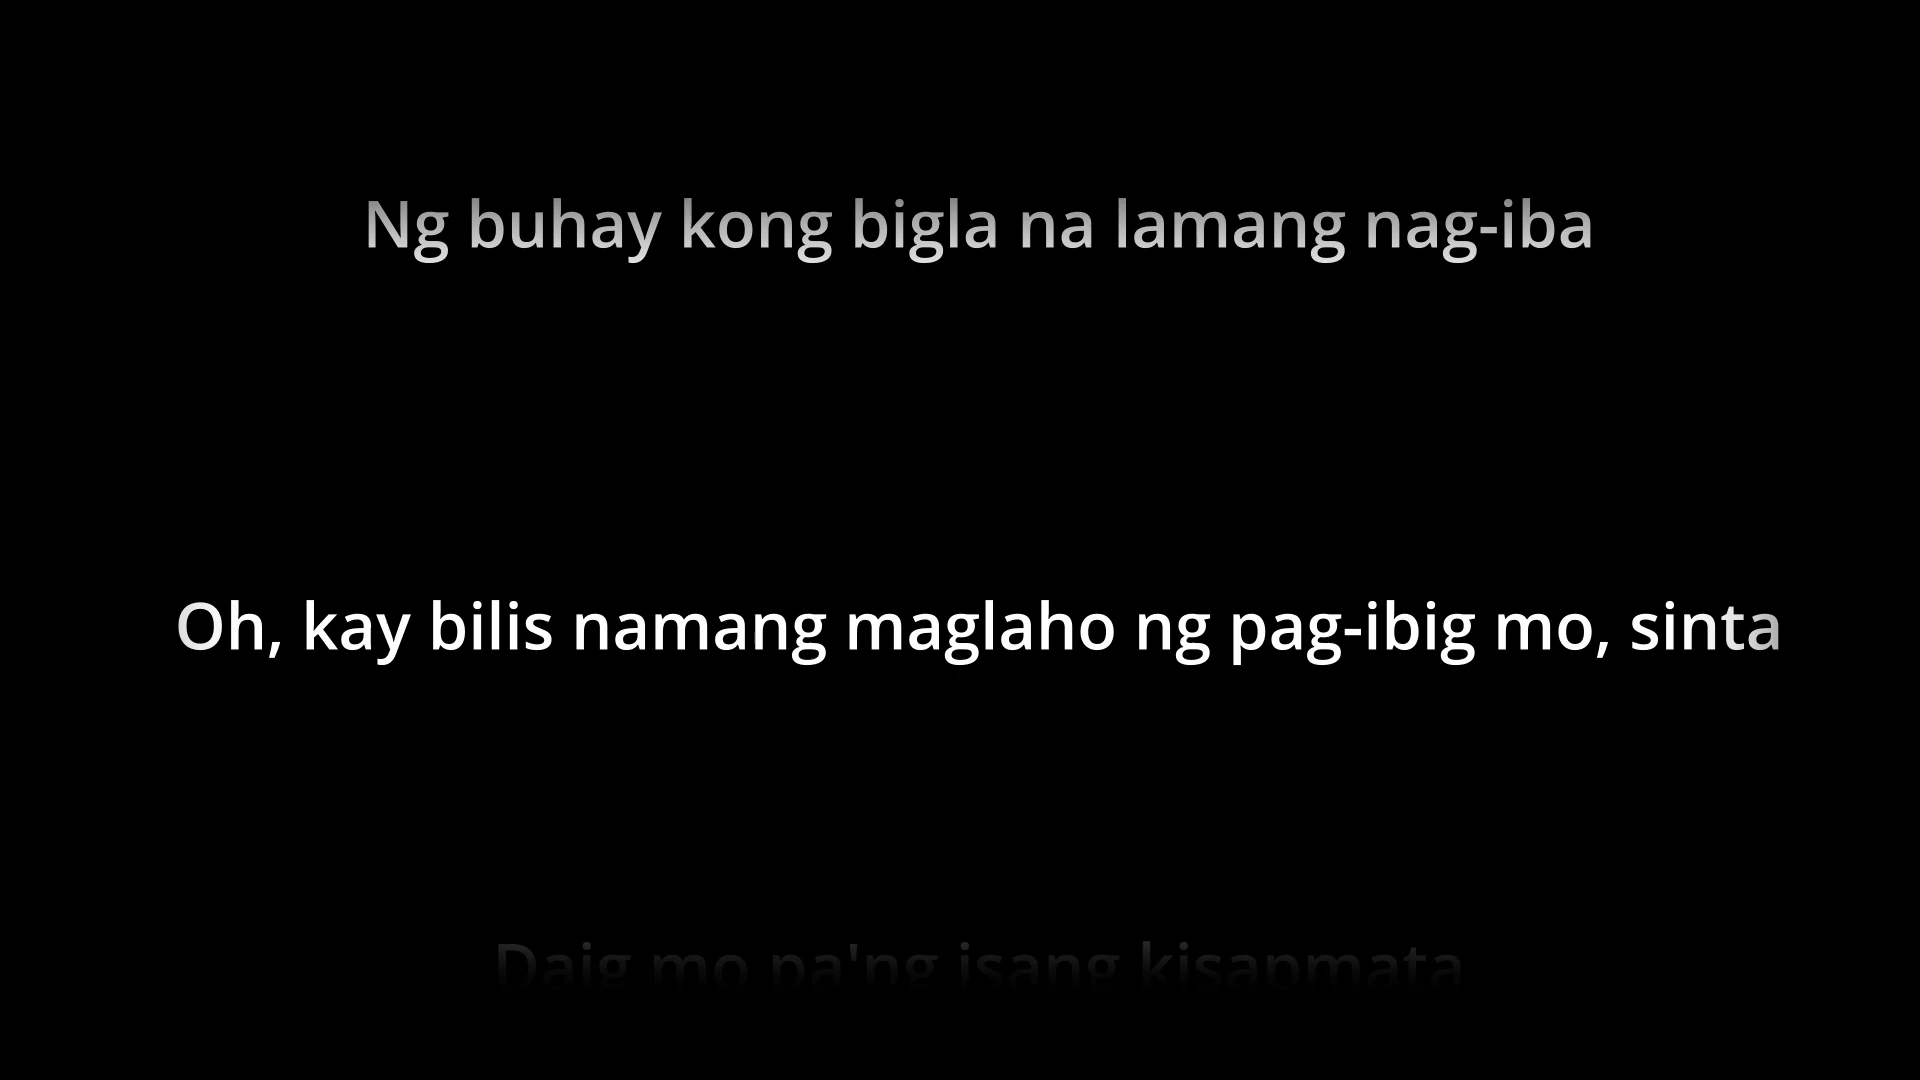 Ng buhay kong bigla na lamang nag-iba
Oh, kay bilis namang maglaho ng pag-ibig mo, sinta
Daig mo pa'ng isang kisapmata